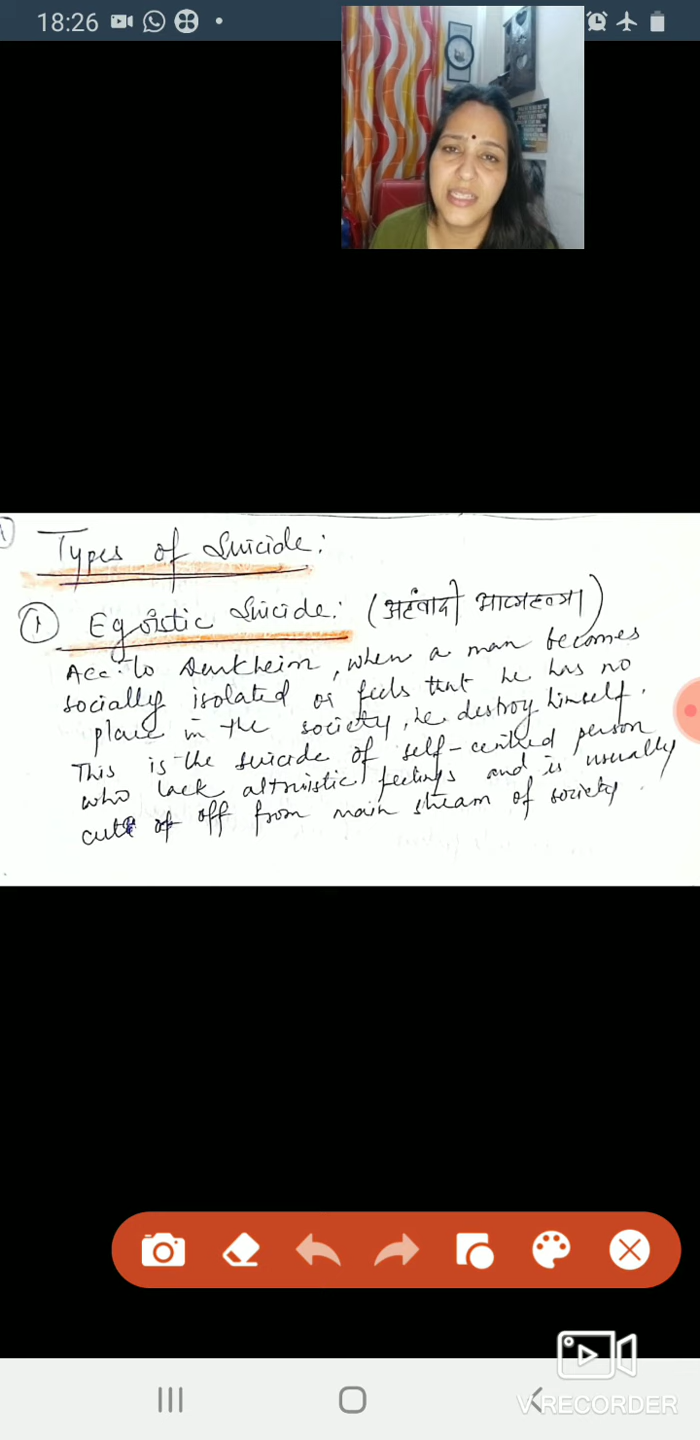 18:26
Types of Suicide:
① Egoistic Suicide: (अहंवादी आत्महत्या)
Acc. to Durkheim, when a man becomes
socially isolated or feels that he has no
place in the society, he destroy himself.
This is the suicide of self-centred person
who lack altruistic feelings and is usually
cut off from main stream of society.
V RECORDER